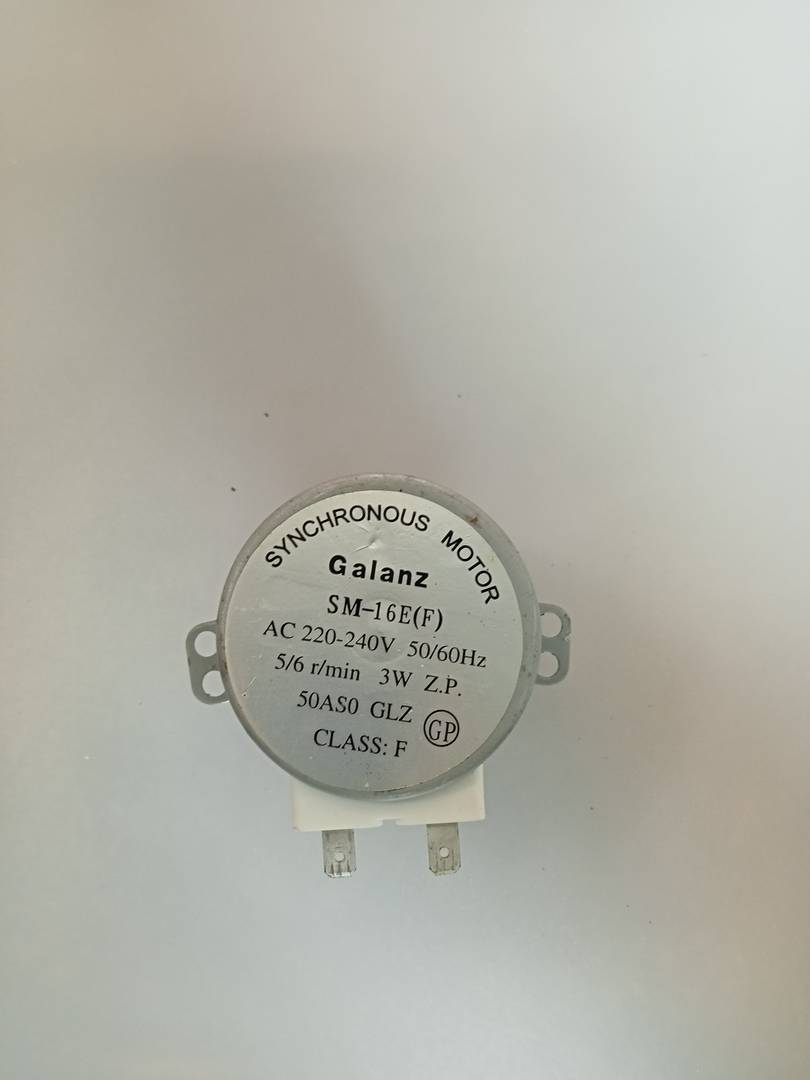 SYNCHRONOUS MOTOR
Galanz
SM-16E(F)
AC 220-240V 50/60Hz
5/6 r/min 3W Z.P.
50AS0 GLZ GP
CLASS: F